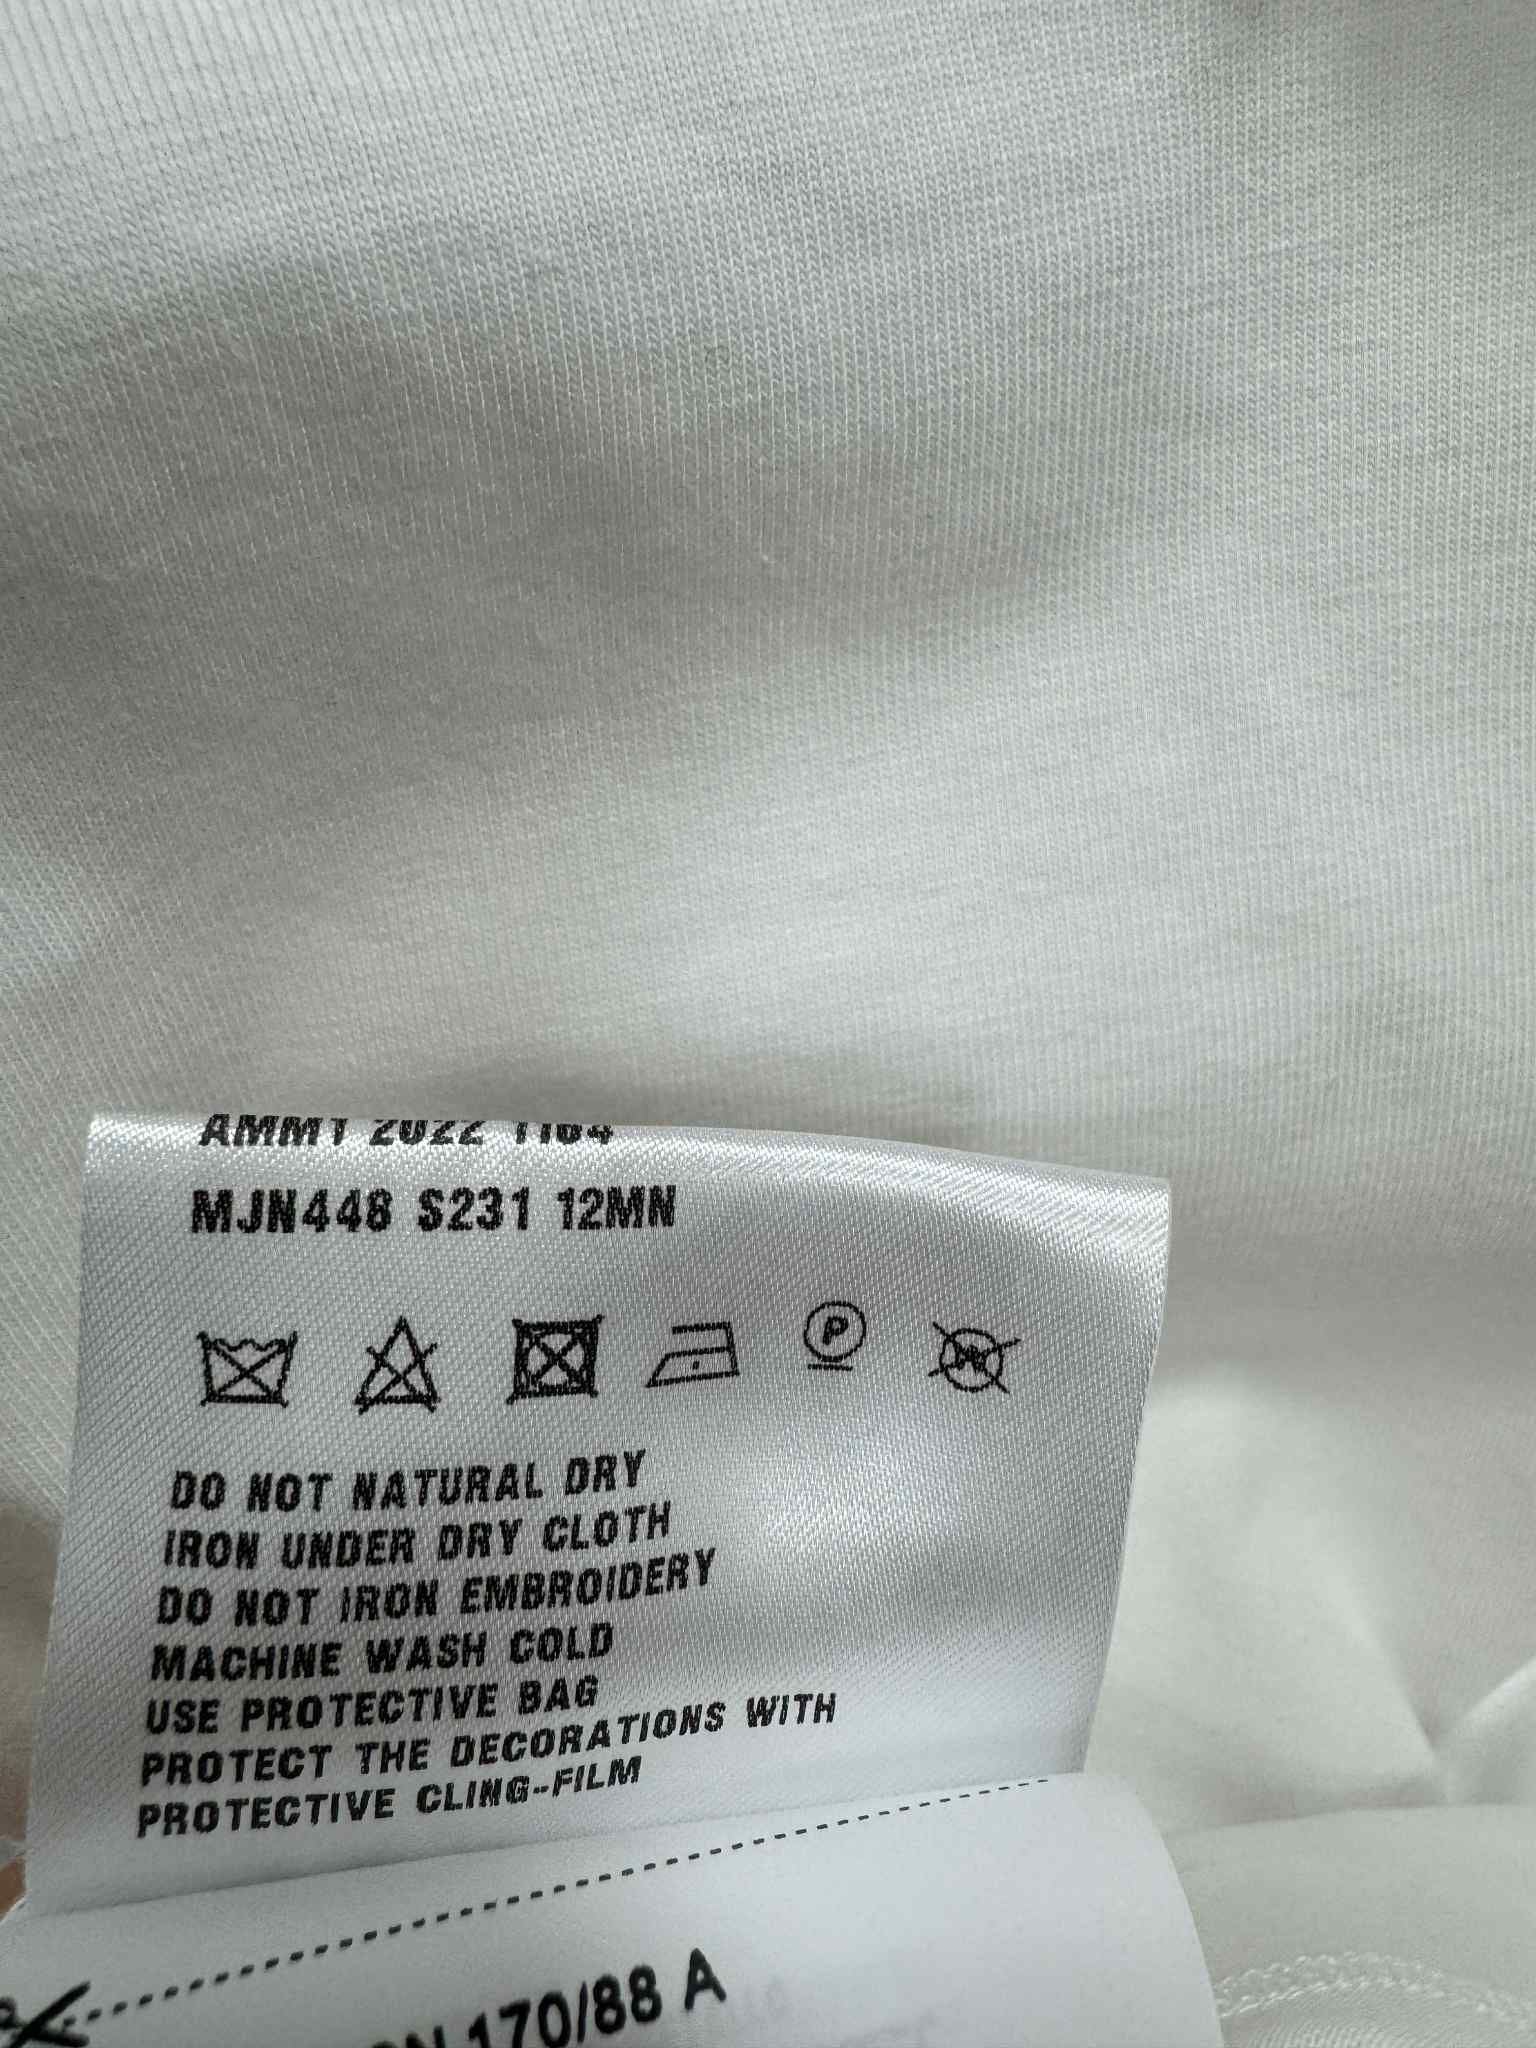 AMMT 2022 1164
MJN448 S231 12MN
P
DO NOT NATURAL DRY
IRON UNDER DRY CLOTH
DO NOT IRON EMBROIDERY
MACHINE WASH COLD
USE PROTECTIVE BAG
PROTECT THE DECORATIONS WITH
PROTECTIVE CLING-FILM
170/88 A